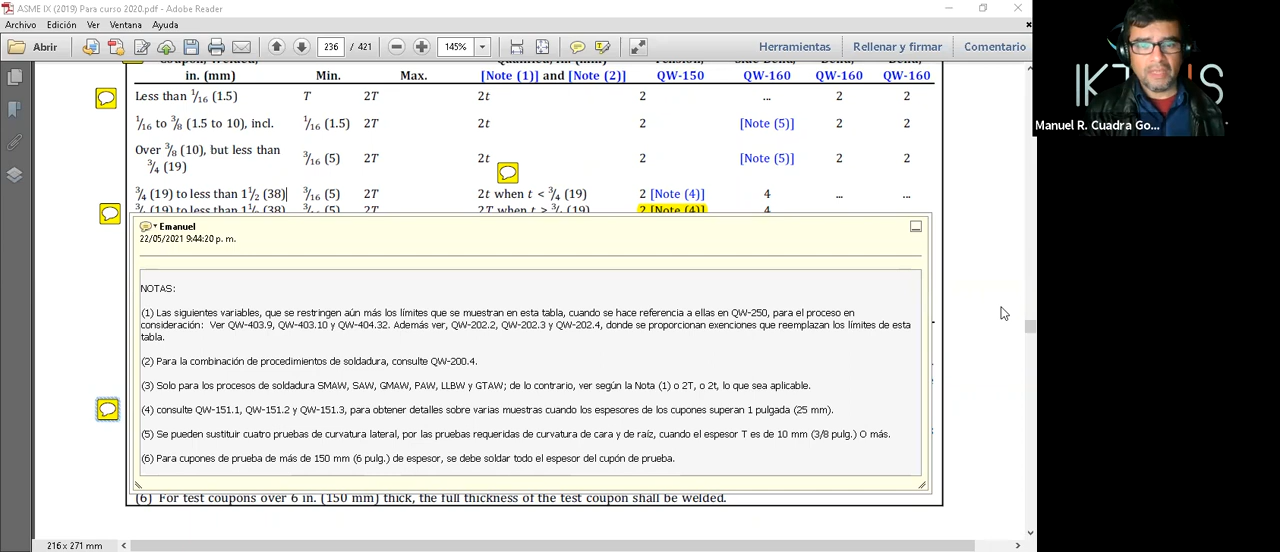 ASME IX (2019) Para curso 2020.pdf - Adobe Reader
Archivo Edición Ver Ventana Ayuda
Abrir 236 / 421 145% Herramientas Rellenar y firmar Comentario
in. (mm) Min. Max. [Note (1)] and [Note (2)] QW-150 QW-160 QW-160 QW-160
Less than 1/16 (1.5) T 2T 2t 2 ... 2 2
1/16 to 3/8 (1.5 to 10), incl. 1/16 (1.5) 2T 2t 2 [Note (5)] 2 2
Over 3/8 (10), but less than
3/4 (19) 3/16 (5) 2T 2t 2 [Note (5)] 2 2
3/4 (19) to less than 1 1/2 (38) 3/16 (5) 2T 2t when t < 3/4 (19) 2 [Note (4)] 4 ... ...
2 [Note (4)] 4
Emanuel
22/05/2021 9:44:20 p. m.
NOTAS:
(1) Las siguientes variables, que se restringen aún más los límites que se muestran en esta tabla, cuando se hace referencia a ellas en QW-250, para el proceso en
consideración: Ver QW-403.9, QW-403.10 y QW-404.32. Además ver, QW-202.2, QW-202.3 y QW-202.4, donde se proporcionan exenciones que reemplazan los límites de esta
tabla.
(2) Para la combinación de procedimientos de soldadura, consulte QW-200.4.
(3) Solo para los procesos de soldadura SMAW, SAW, GMAW, PAW, LLBW y GTAW; de lo contrario, ver según la Nota (1) o 2T, o 2t, lo que sea aplicable.
(4) consulte QW-151.1, QW-151.2 y QW-151.3, para obtener detalles sobre varias muestras cuando los espesores de los cupones superan 1 pulgada (25 mm).
(5) Se pueden sustituir cuatro pruebas de curvatura lateral, por las pruebas requeridas de curvatura de cara y de raíz, cuando el espesor T es de 10 mm (3/8 pulg.) O más.
(6) Para cupones de prueba de más de 150 mm (6 pulg.) de espesor, se debe soldar todo el espesor del cupón de prueba.
(6) For test coupons over 6 in. (150 mm) thick, the full thickness of the test coupon shall be welded.
216 x 271 mm
Manuel R. Cuadra Go...